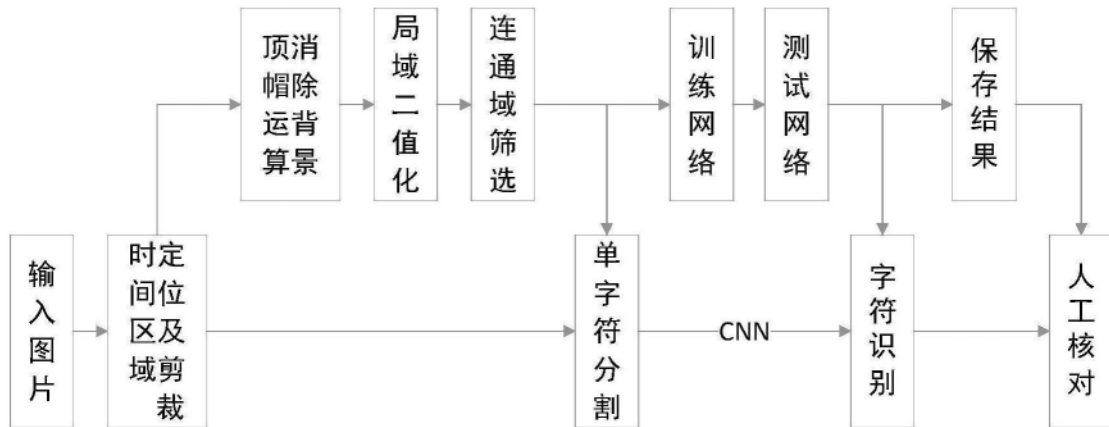 顶帽运算
消除背景
局域二值化
连通域筛选
训练网络
测试网络
保存结果
输入图片
时间区域
定位及剪裁
单字符分割
CNN
字符识别
人工核对